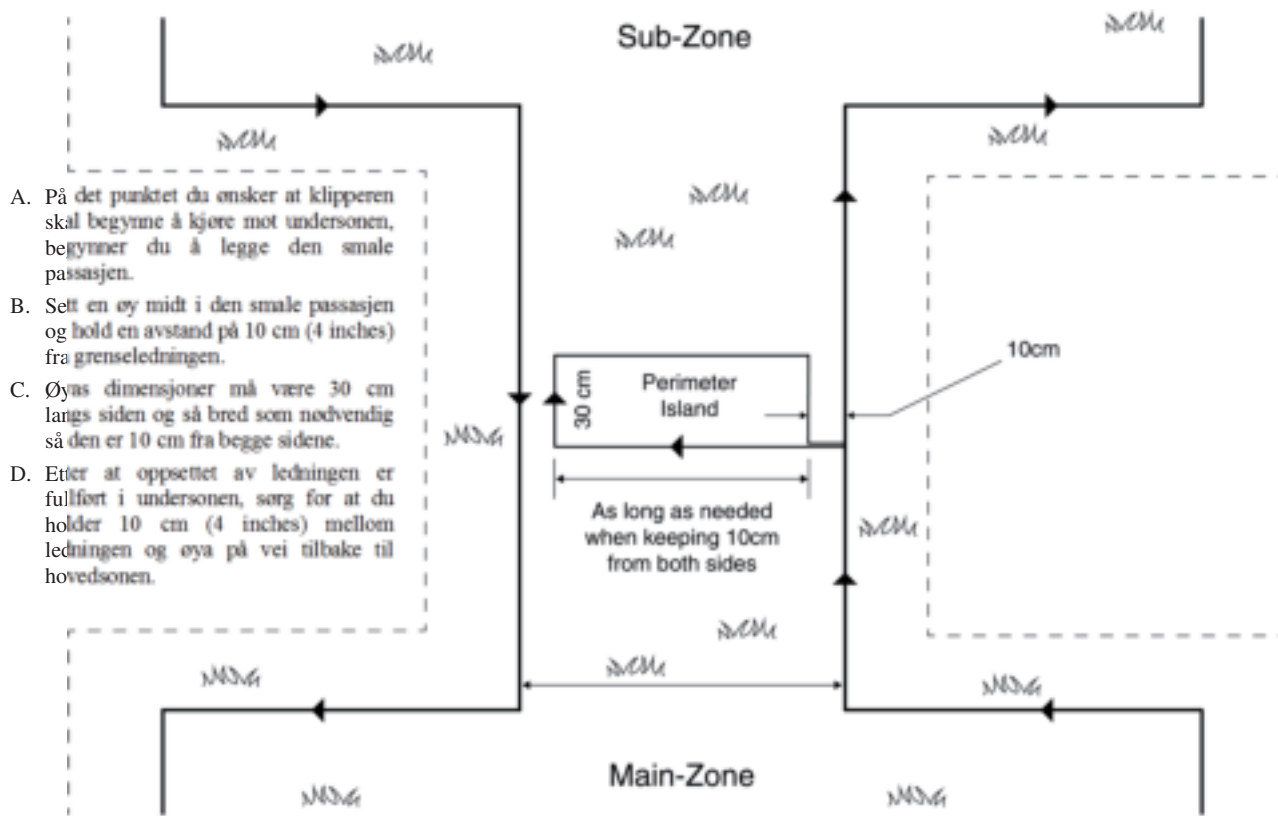 Sub-Zone
A. På det punktet du ønsker at klipperen
skal begynne å kjøre mot undersonen,
begynner du å legge den smale
passasjen.
B. Sett en øy midt i den smale passasjen
og hold en avstand på 10 cm (4 inches)
fra grenseledningen.
C. Øyas dimensjoner må være 30 cm
langs siden og så bred som nødvendig
så den er 10 cm fra begge sidene.
D. Etter at oppsettet av ledningen er
fullført i undersonen, sørg for at du
holder 10 cm (4 inches) mellom
ledningen og øya på vei tilbake til
hovedsonen.
30 cm
Perimeter
Island
10cm
As long as needed
when keeping 10cm
from both sides
Main-Zone